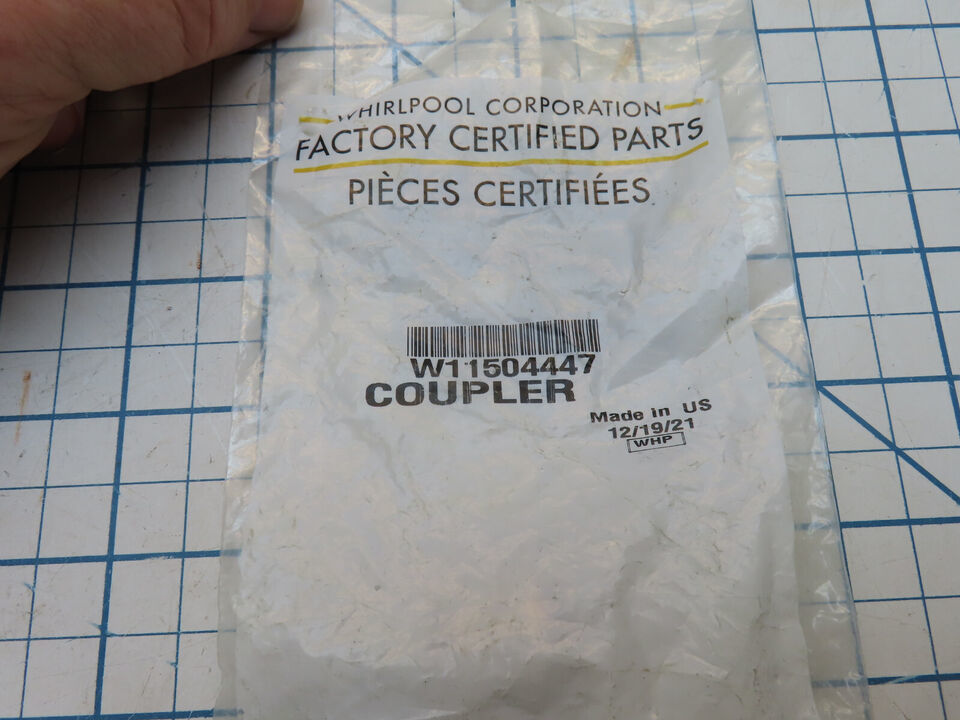 WHIRLPOOL CORPORATION
FACTORY CERTIFIED PARTS
PIÈCES CERTIFIÉES
W11504447
COUPLER
Made in US
12/19/21
WHP